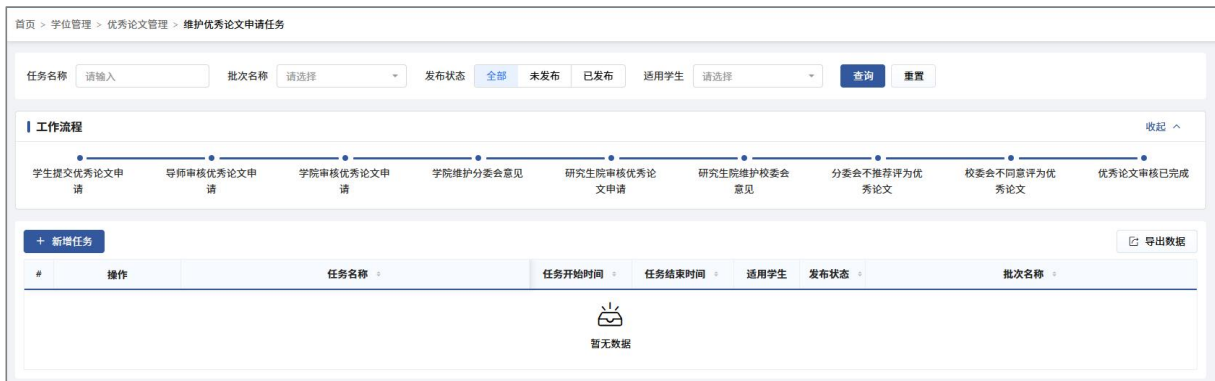 首页 > 学位管理 > 优秀论文管理 > 维护优秀论文申请任务
任务名称 请输入 批次名称 请选择 发布状态 全部 未发布 已发布 适用学生 请选择 查询 重置
工作流程 收起
学生提交优秀论文申请 导师审核优秀论文申请 学院审核优秀论文申请 学院维护分委会意见 研究生院审核优秀论文申请 研究生院维护校委会意见 分委会不推荐评为优秀论文 校委会不同意评为优秀论文 优秀论文审核已完成
+ 新增任务 导出数据
# 操作 任务名称 任务开始时间 任务结束时间 适用学生 发布状态 批次名称
暂无数据